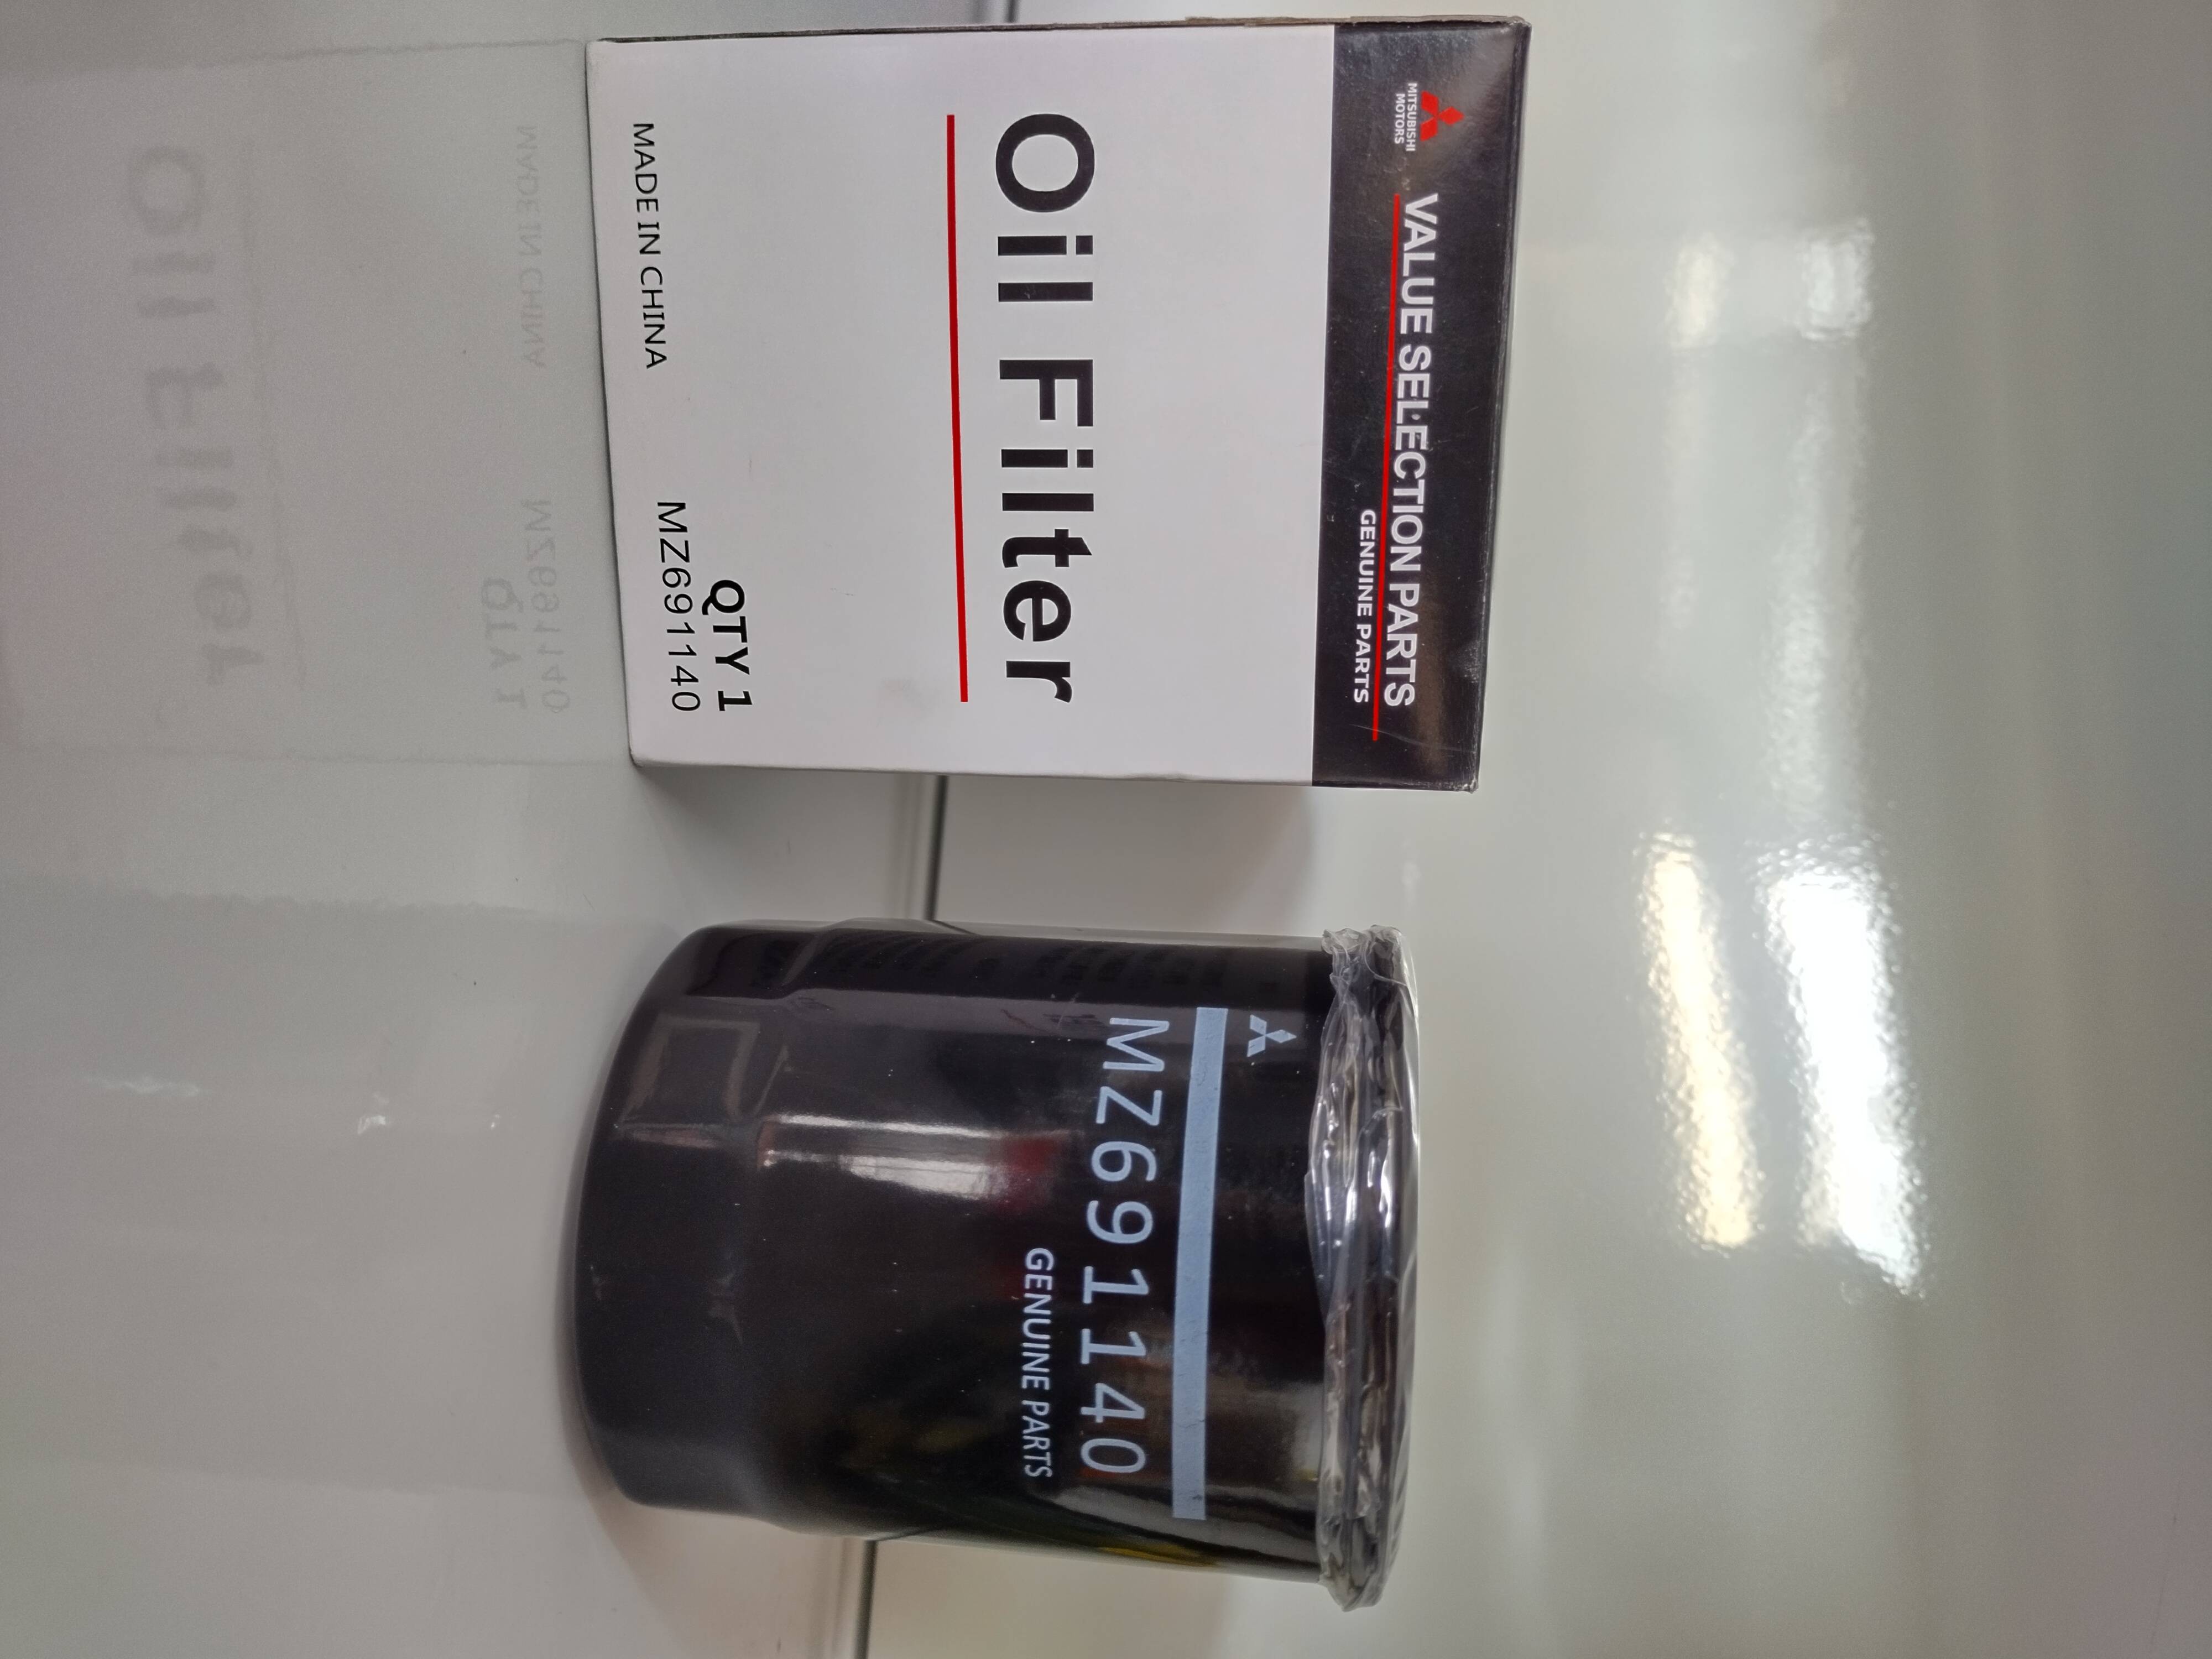 MITSUBISHI
MOTORS
VALUE SELECTION PARTS
GENUINE PARTS
Oil Filter
QTY 1
MADE IN CHINA
MZ691140
MZ691140
GENUINE PARTS